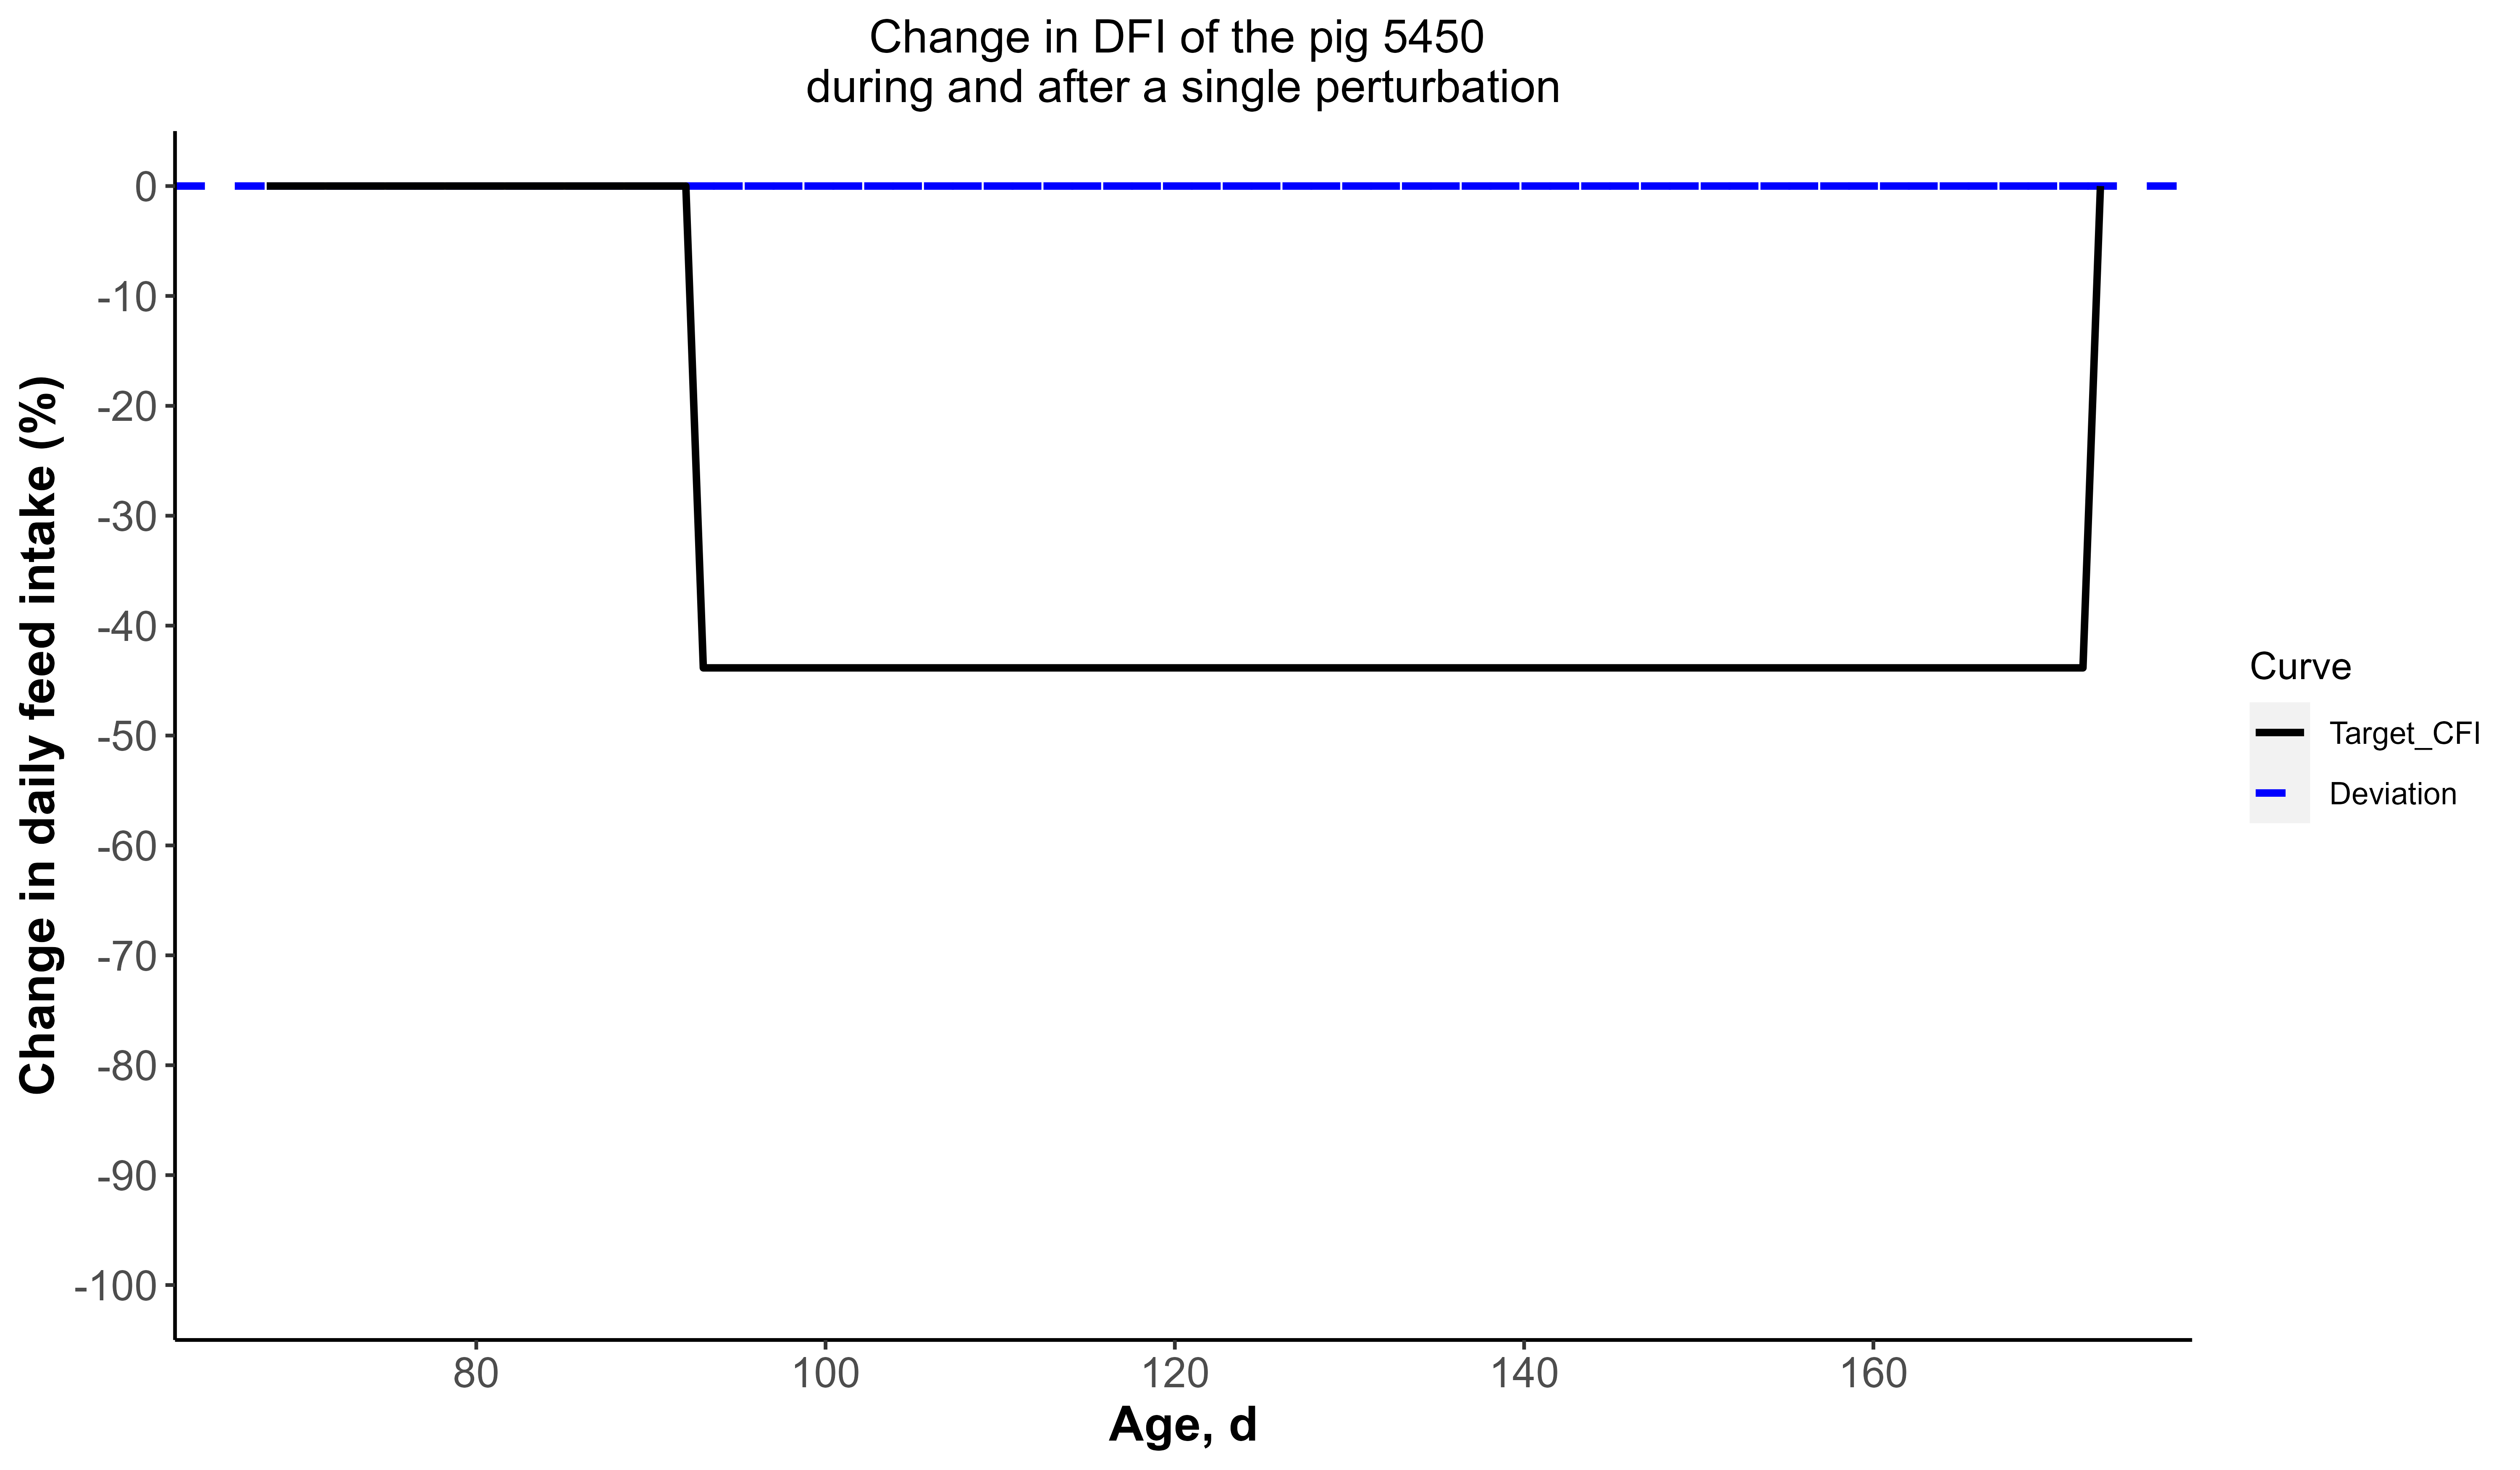 Change in DFI of the pig 5450
during and after a single perturbation
Change in daily feed intake (%)
0
-10
-20
-30
-40
-50
-60
-70
-80
-90
-100
80
100
120
140
160
Age, d
Curve
Target_CFI
Deviation